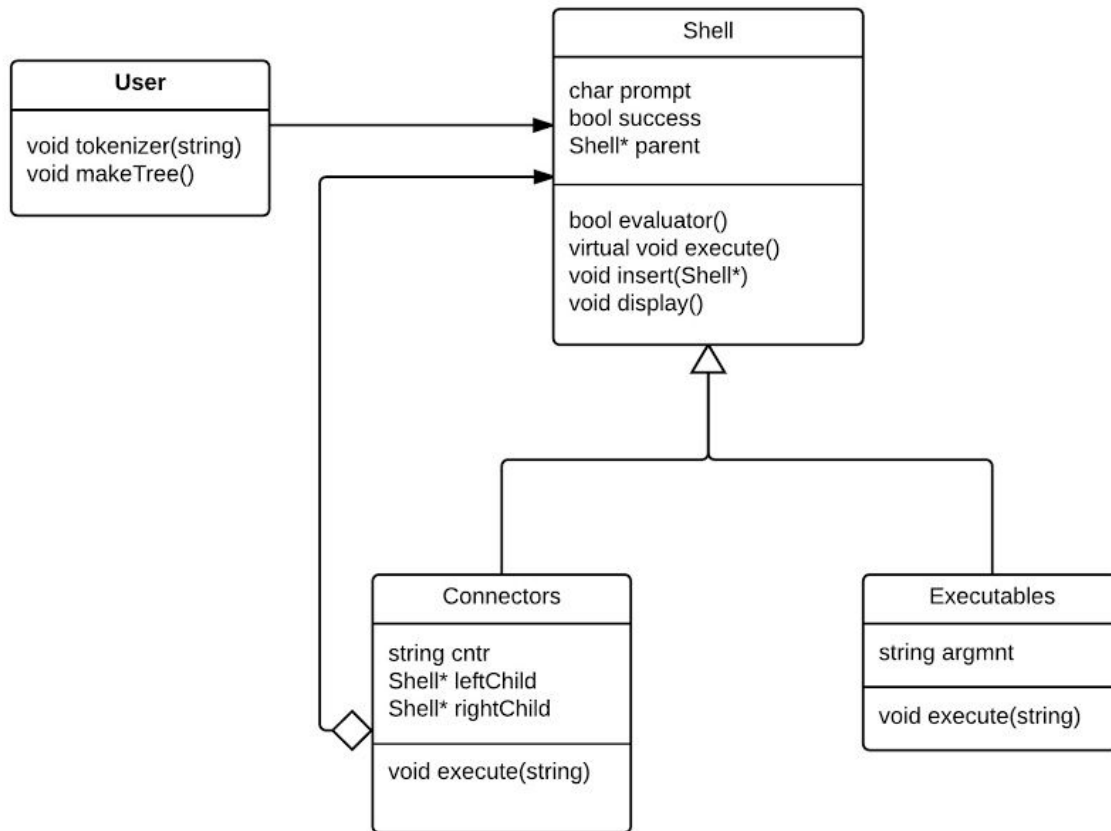 User
void tokenizer(string)
void makeTree()
Shell
char prompt
bool success
Shell* parent
bool evaluator()
virtual void execute()
void insert(Shell*)
void display()
Connectors
string cntr
Shell* leftChild
Shell* rightChild
void execute(string)
Executables
string argmnt
void execute(string)